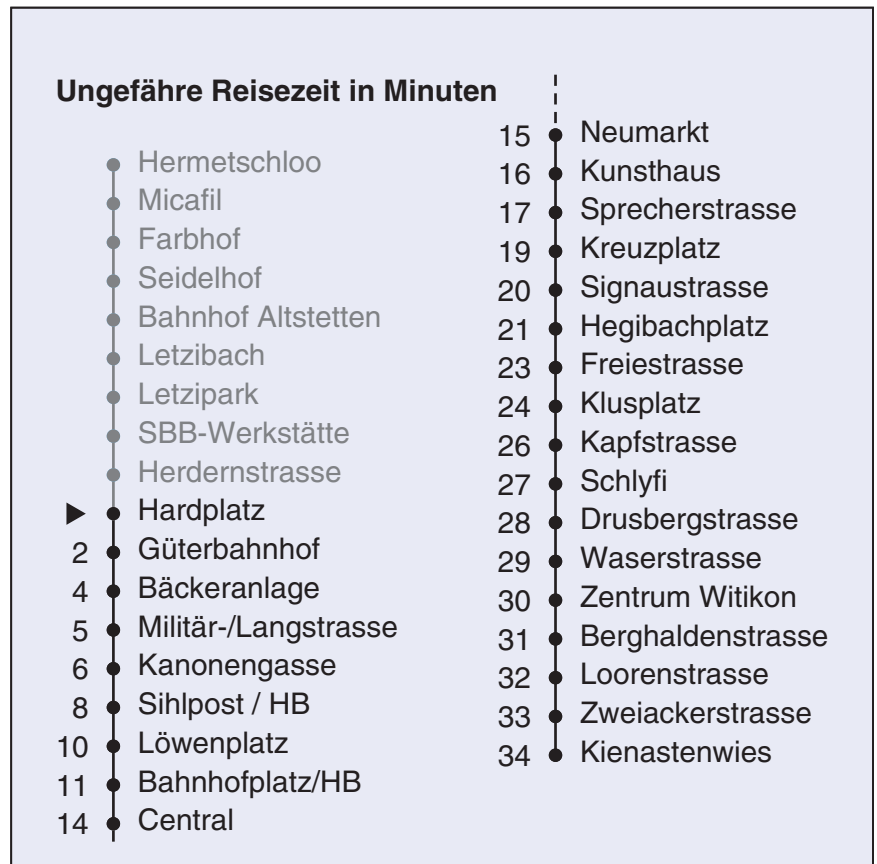 Ungefähre Reisezeit in Minuten
Hermetschloo
Micafil
Farbhof
Seidelhof
Bahnhof Altstetten
Letzibach
Letzipark
SBB-Werkstätte
Herdernstrasse
Hardplatz
2 Güterbahnhof
4 Bäckeranlage
5 Militär-/Langstrasse
6 Kanonengasse
8 Sihlpost / HB
10 Löwenplatz
11 Bahnhofplatz/HB
14 Central
15 Neumarkt
16 Kunsthaus
17 Sprecherstrasse
19 Kreuzplatz
20 Signaustrasse
21 Hegibachplatz
23 Freiestrasse
24 Klusplatz
26 Kapfstrasse
27 Schlyfi
28 Drusbergstrasse
29 Waserstrasse
30 Zentrum Witikon
31 Berghaldenstrasse
32 Loorenstrasse
33 Zweiackerstrasse
34 Kienastenwies